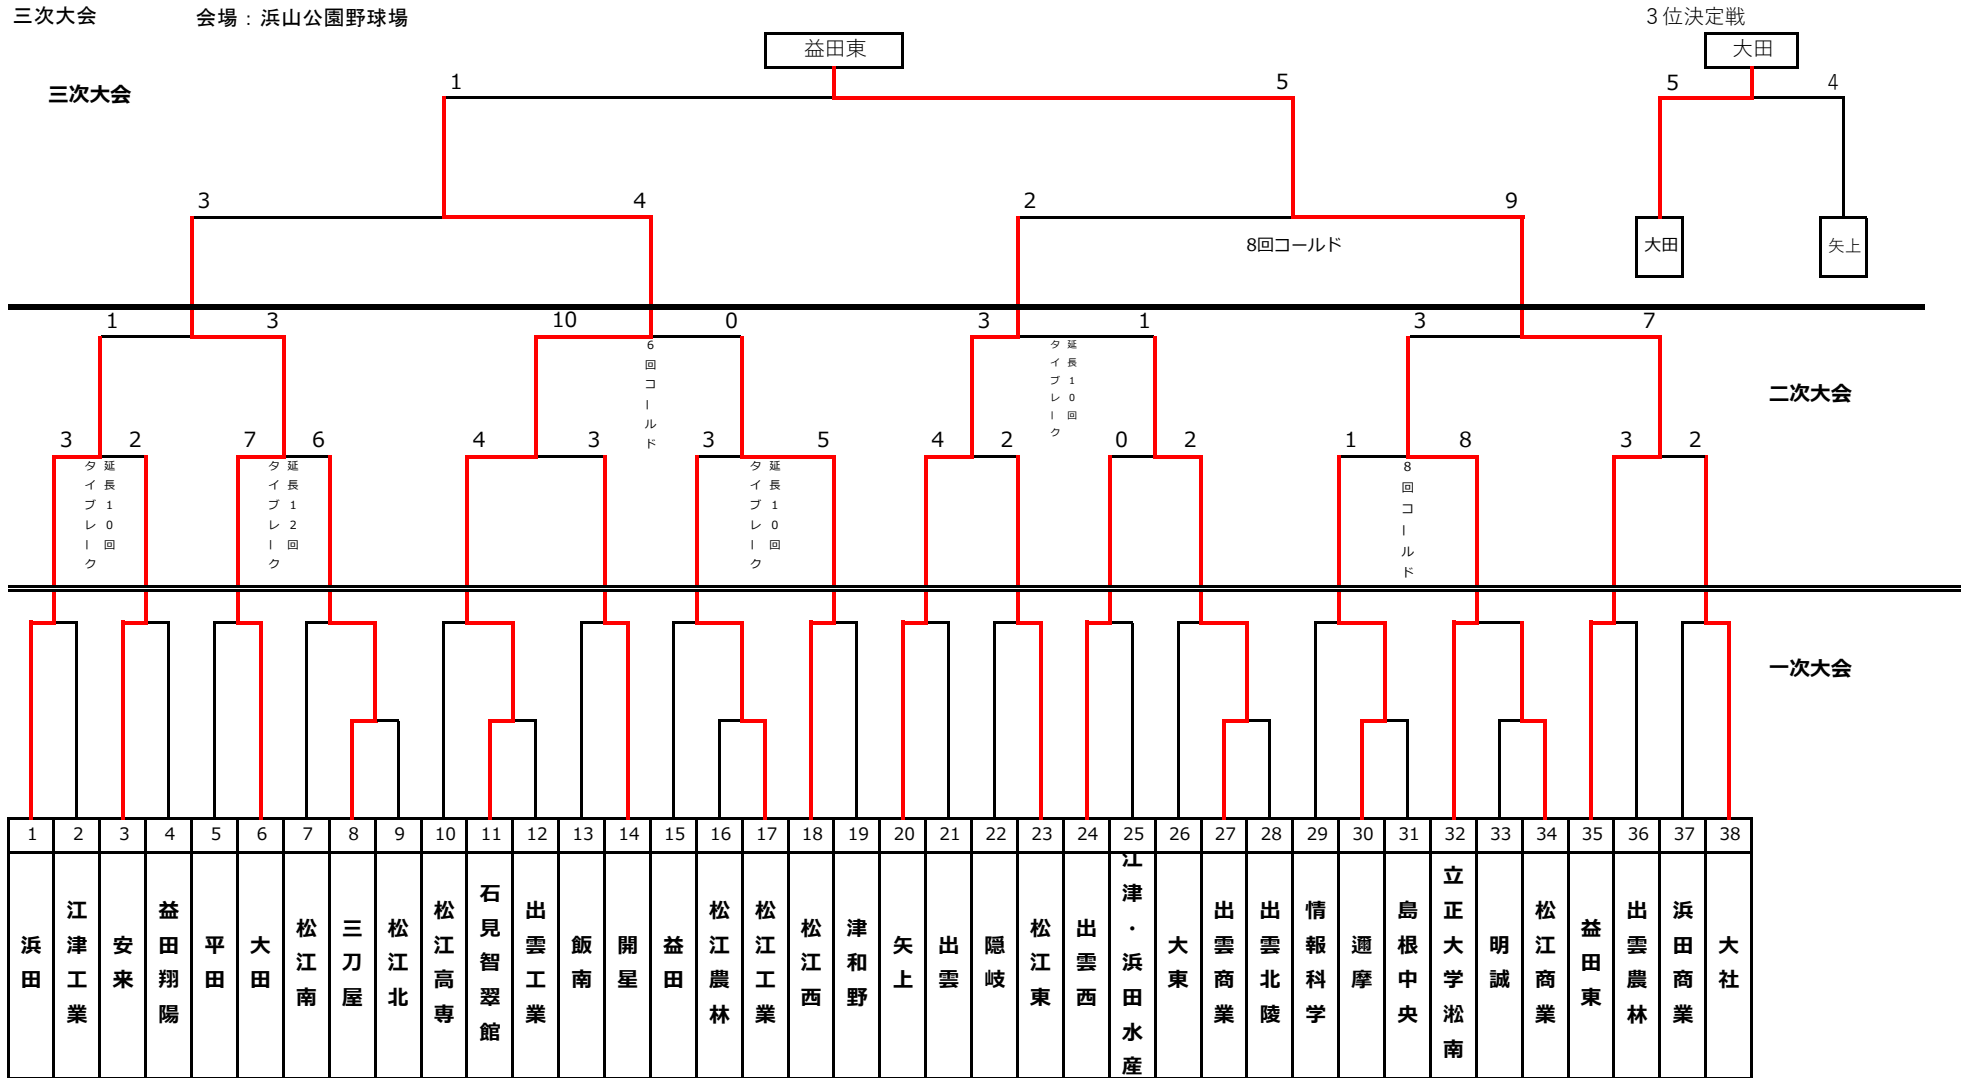 三次大会 会場：浜山公園野球場 ３位決定戦
益田東 大田
三次大会 1 5 5 4
3 4 2 9
8回コールド 大田 矢上
1 3 10 0 3 1 3 7
6回コールド
延長10回
タイブレーク
二次大会
3 2 7 6 4 3 3 5 4 2 0 2 1 8 3 2
延長10回
タイブレーク
延長12回
タイブレーク
延長10回
タイブレーク
8回コールド
一次大会
1 2 3 4 5 6 7 8 9 10 11 12 13 14 15 16 17 18 19 20 21 22 23 24 25 26 27 28 29 30 31 32 33 34 35 36 37 38
浜田
江津工業
安来
益田翔陽
平田
大田
松江南
三刀屋
松江北
松江高専
石見智翠館
出雲工業
飯南
開星
益田
松江農林
松江工業
松江西
津和野
矢上
出雲
隠岐
松江東
出雲西
江津・浜田水産
大東
出雲商業
出雲北陵
情報科学
邇摩
島根中央
立正大学淞南
明誠
松江商業
益田東
出雲農林
浜田商業
大社